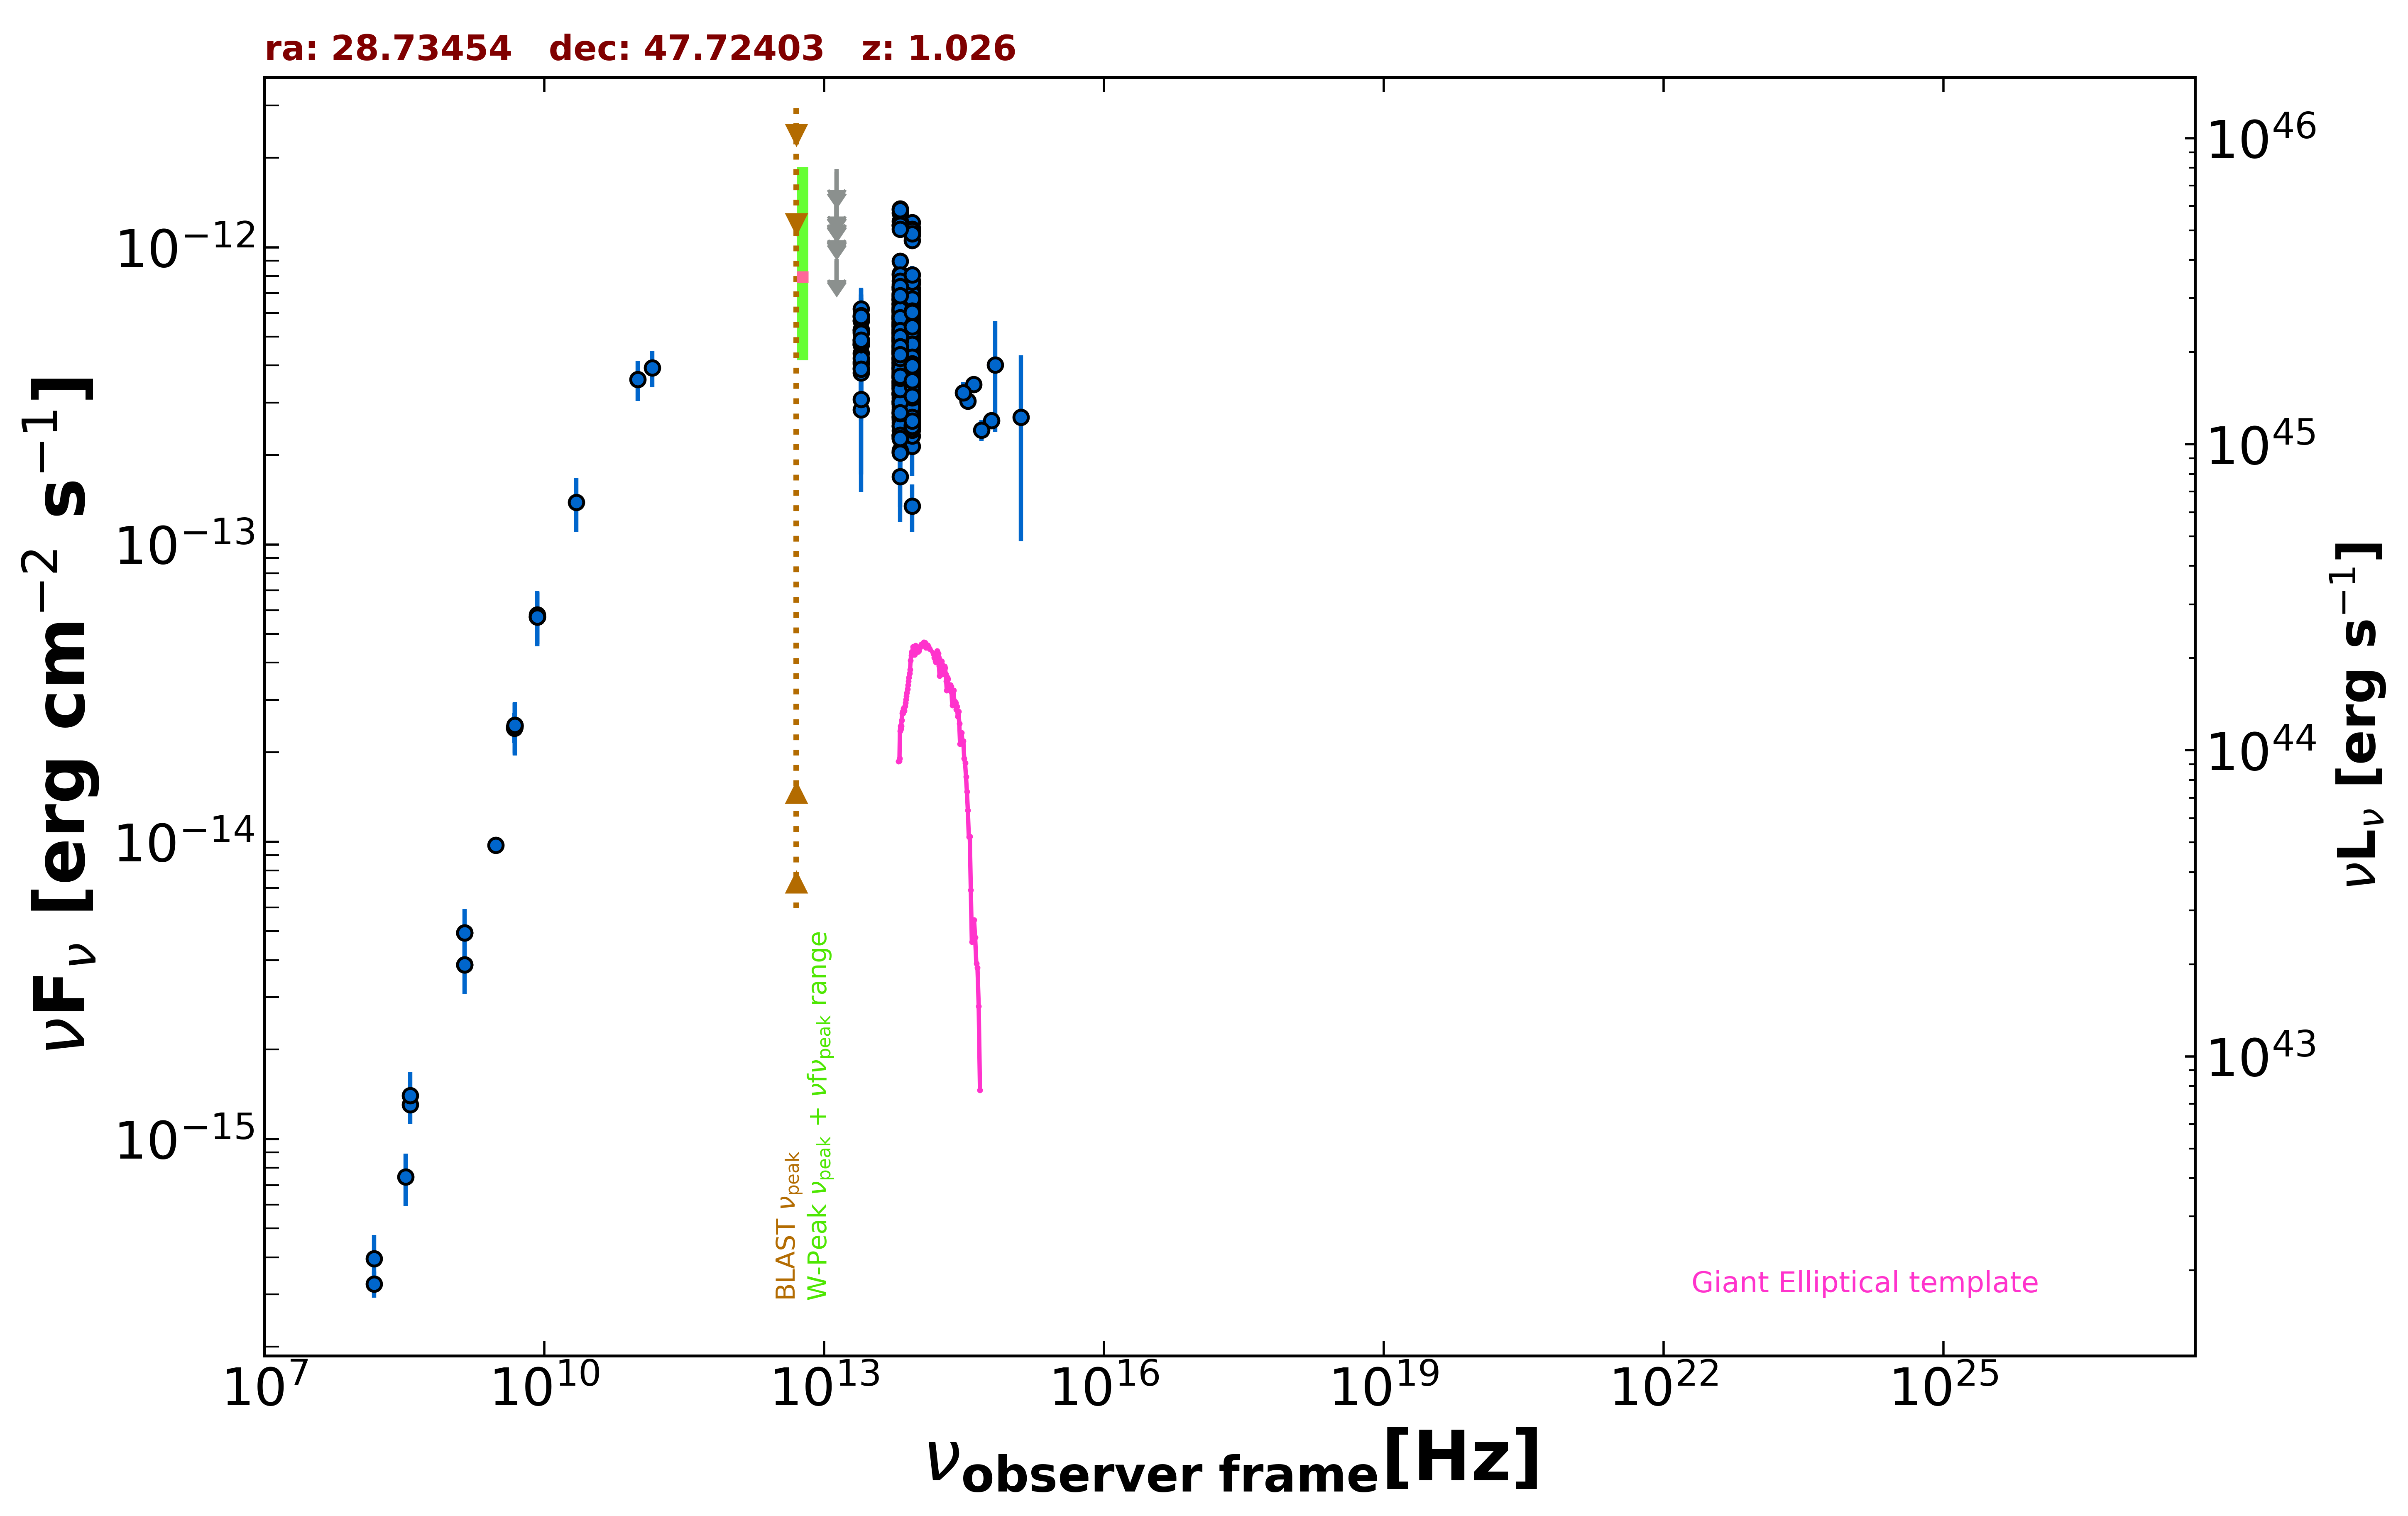 ra: 28.73454   dec: 47.72403   z: 1.026
νFν [erg cm⁻² s⁻¹]
10⁻¹²
10⁻¹³
10⁻¹⁴
10⁻¹⁵
10⁴⁶
10⁴⁵
10⁴⁴
10⁴³
νLν [erg s⁻¹]
BLAST νpeak
W-Peak νpeak + νfνpeak range
Giant Elliptical template
10⁷ 10¹⁰ 10¹³ 10¹⁶ 10¹⁹ 10²² 10²⁵
νobserver frame[Hz]